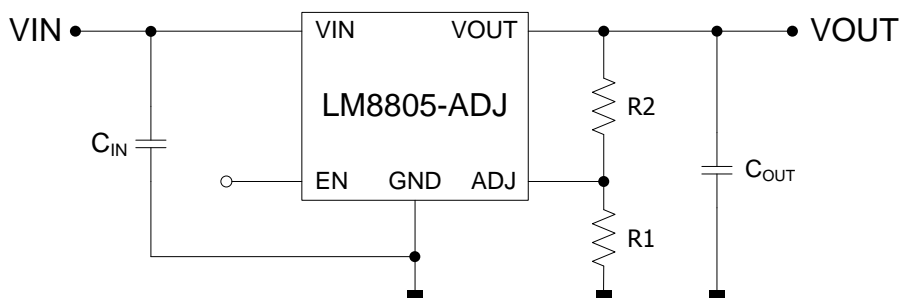 VIN
VIN VOUT
VOUT
LM8805-ADJ
R2
CIN
EN GND ADJ
COUT
R1